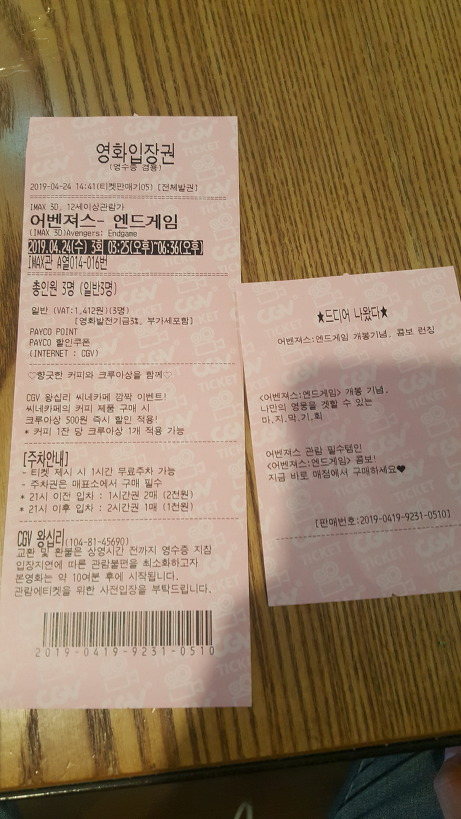 영화입장권
(영수증 겸용)
2019-04-24 14:41(티켓판매기05) [전체발권]
IMAX 3D, 12세이상관람가
어벤져스- 엔드게임
(IMAX 3D)Avengers: Endgame
2019.04.24(수) 3회 03:25(오후)~06:36(오후)
IMAX관 A열014-016번
총인원 3명 (일반3명)
일반 (VAT:1,412원)(3명)
[영화발전기금3%, 부가세포함]
PAYCO POINT
PAYCO 할인쿠폰
(INTERNET : CGV)
♡향긋한 커피와 크루아상을 함께♡
CGV 왕십리 씨네카페 깜짝 이벤트!
씨네카페의 커피 제품 구매 시
크루아상 500원 즉시 할인 적용!
* 커피 1잔 당 크루아상 1개 적용 가능
[주차안내]
- 티켓 제시 시 1시간 무료주차 가능
- 주차권은 매표소에서 구매 필수
* 21시 이전 입차 : 1시간권 2매 (2천원)
* 21시 이후 입차 : 2시간권 1매 (1천원)
CGV 왕십리(104-81-45690)
교환 및 환불은 상영시간 전까지 영수증 지참
입장지연에 따른 관람불편을 최소화하고자
본영화는 약 10여분 후에 시작됩니다.
관람에티켓을 위한 사전입장을 부탁드립니다.
2019-0419-9231-0510
★드디어 나왔다★
어벤져스:엔드게임 개봉기념, 콤보 런칭
<어벤져스:엔드게임> 개봉 기념.
나만의 영웅을 겟할 수 있는
마.지.막.기.회
어벤져스 관람 필수템인
<어벤져스:엔드게임> 콤보!
지금 바로 매점에서 구매하세요♥
[판매번호:2019-0419-9231-0510]